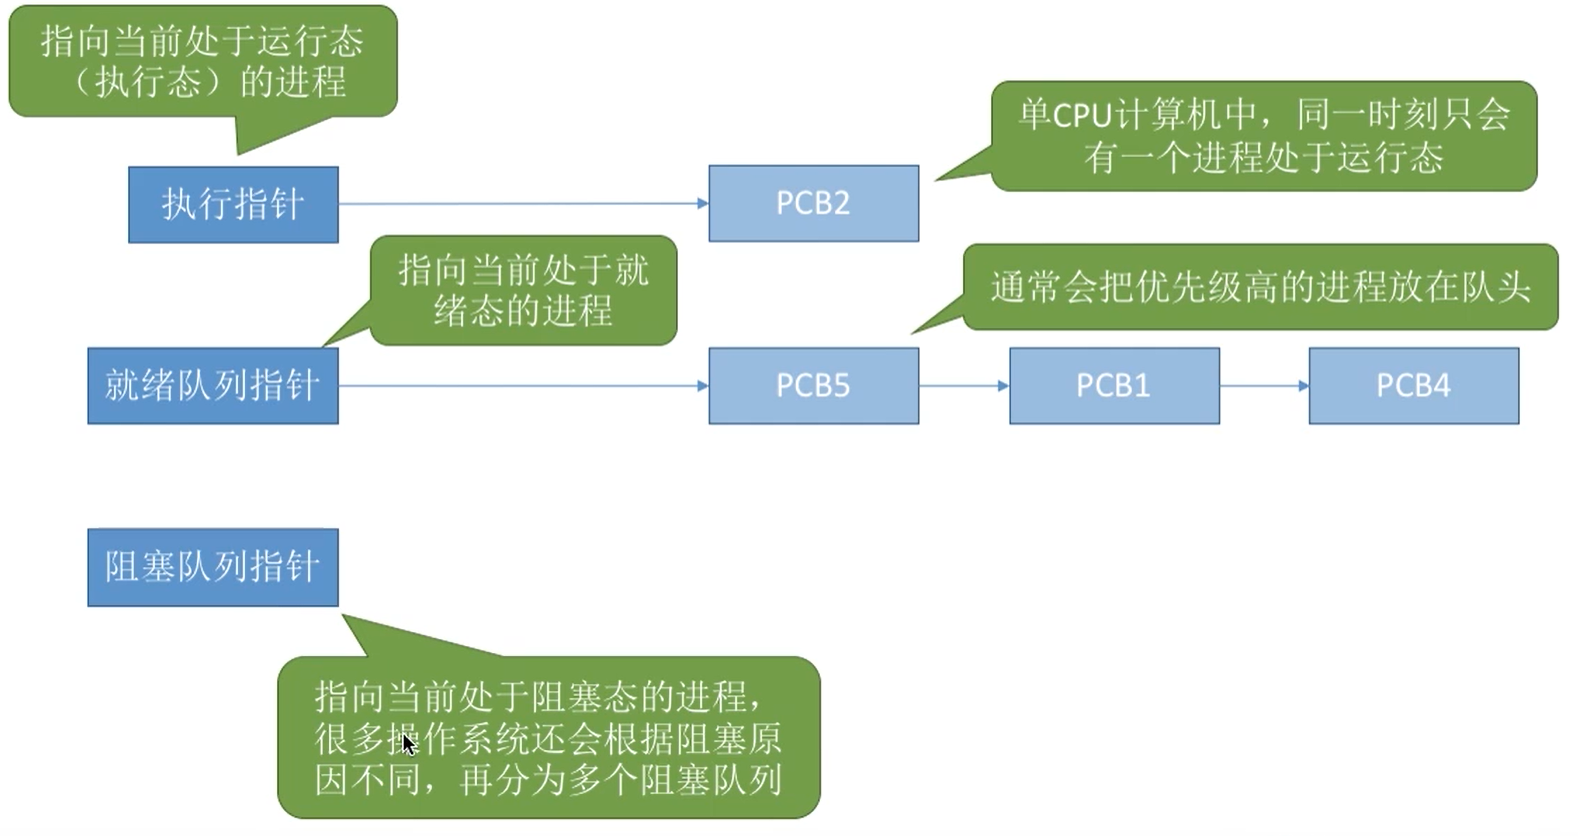 指向当前处于运行态
（执行态）的进程
单CPU计算机中，同一时刻只会
有一个进程处于运行态
执行指针
PCB2
指向当前处于就
绪态的进程
通常会把优先级高的进程放在队头
就绪队列指针
PCB5
PCB1
PCB4
阻塞队列指针
指向当前处于阻塞态的进程，
很多操作系统还会根据阻塞原
因不同，再分为多个阻塞队列